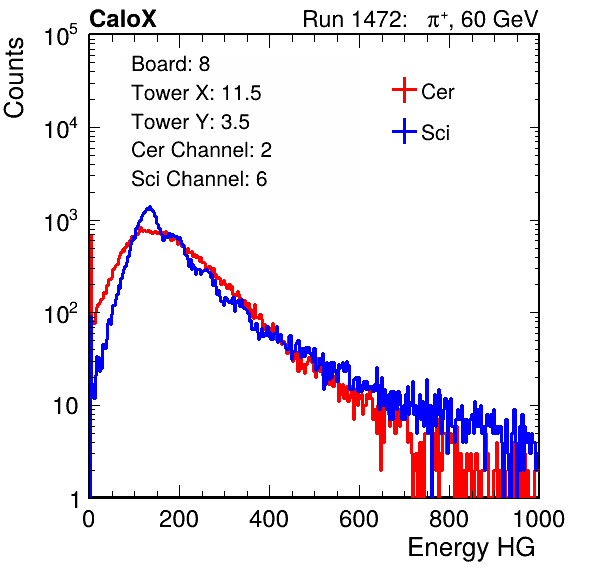 CaloX Run 1472: π⁺, 60 GeV
Counts
10⁵
10⁴
10³
10²
10
1
Board: 8
Tower X: 11.5
Tower Y: 3.5
Cer Channel: 2
Sci Channel: 6
Cer
Sci
0 200 400 600 800 1000
Energy HG